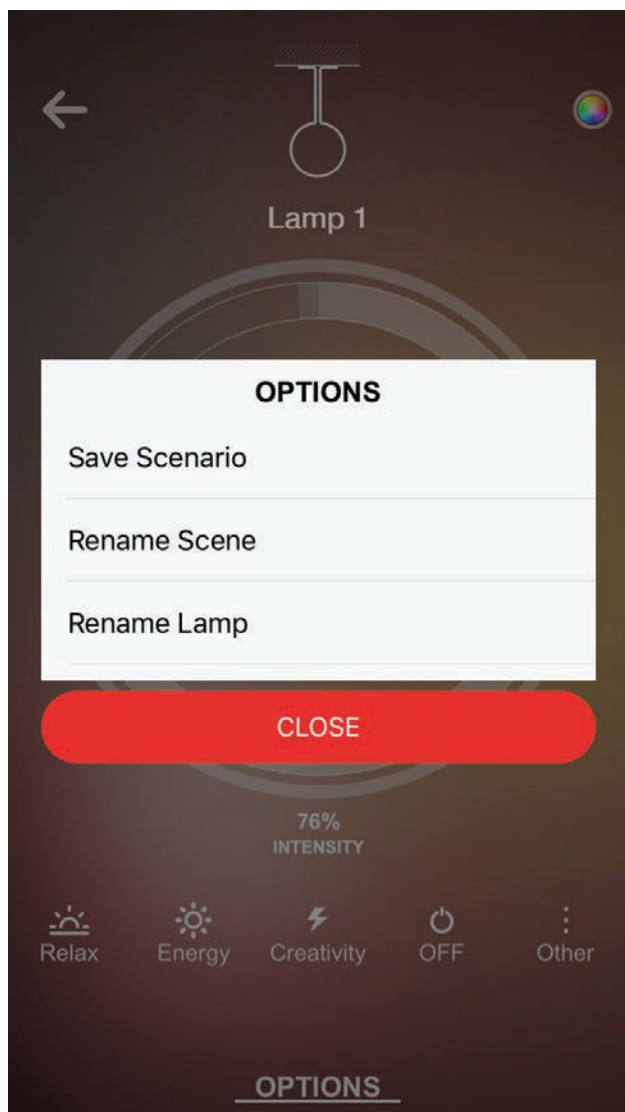 Lamp 1
OPTIONS
Save Scenario
Rename Scene
Rename Lamp
CLOSE
76%
INTENSITY
Relax Energy Creativity OFF Other
OPTIONS